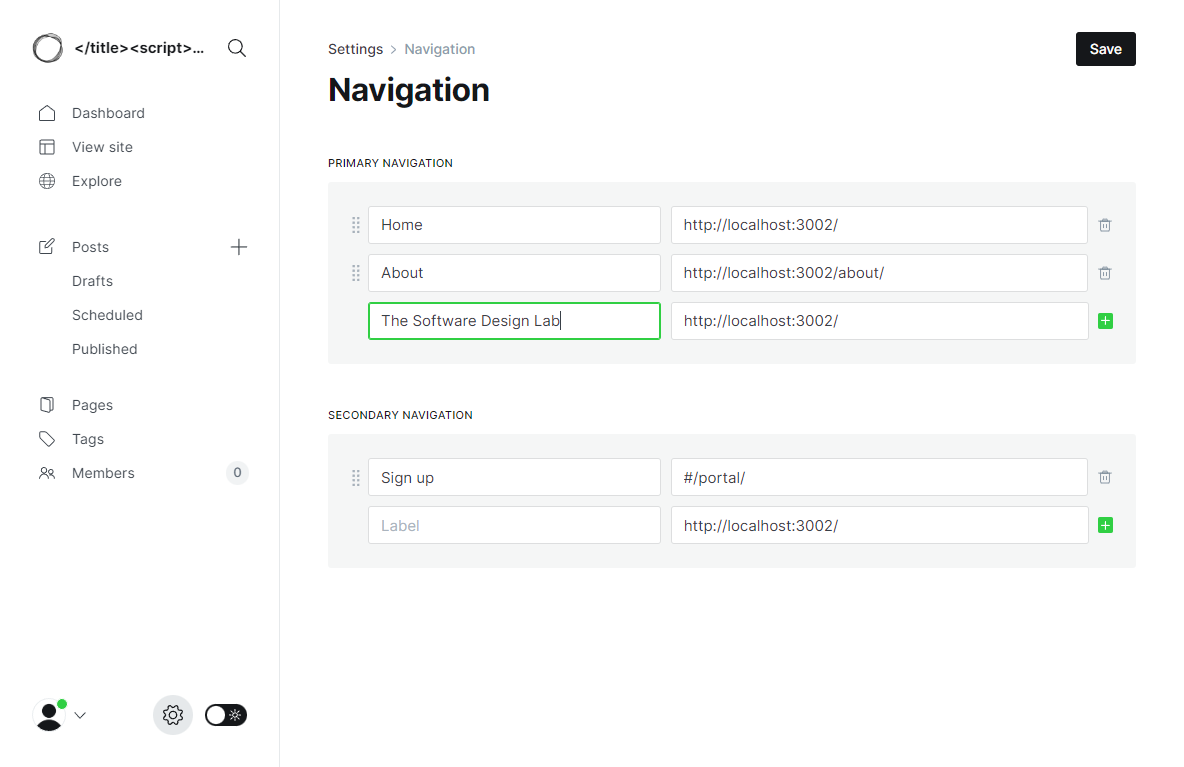 </title><script>...
Dashboard
View site
Explore
Posts
Drafts
Scheduled
Published
Pages
Tags
Members 0
Settings > Navigation
Save
Navigation
PRIMARY NAVIGATION
Home http://localhost:3002/
About http://localhost:3002/about/
The Software Design Lab http://localhost:3002/
SECONDARY NAVIGATION
Sign up #/portal/
Label http://localhost:3002/